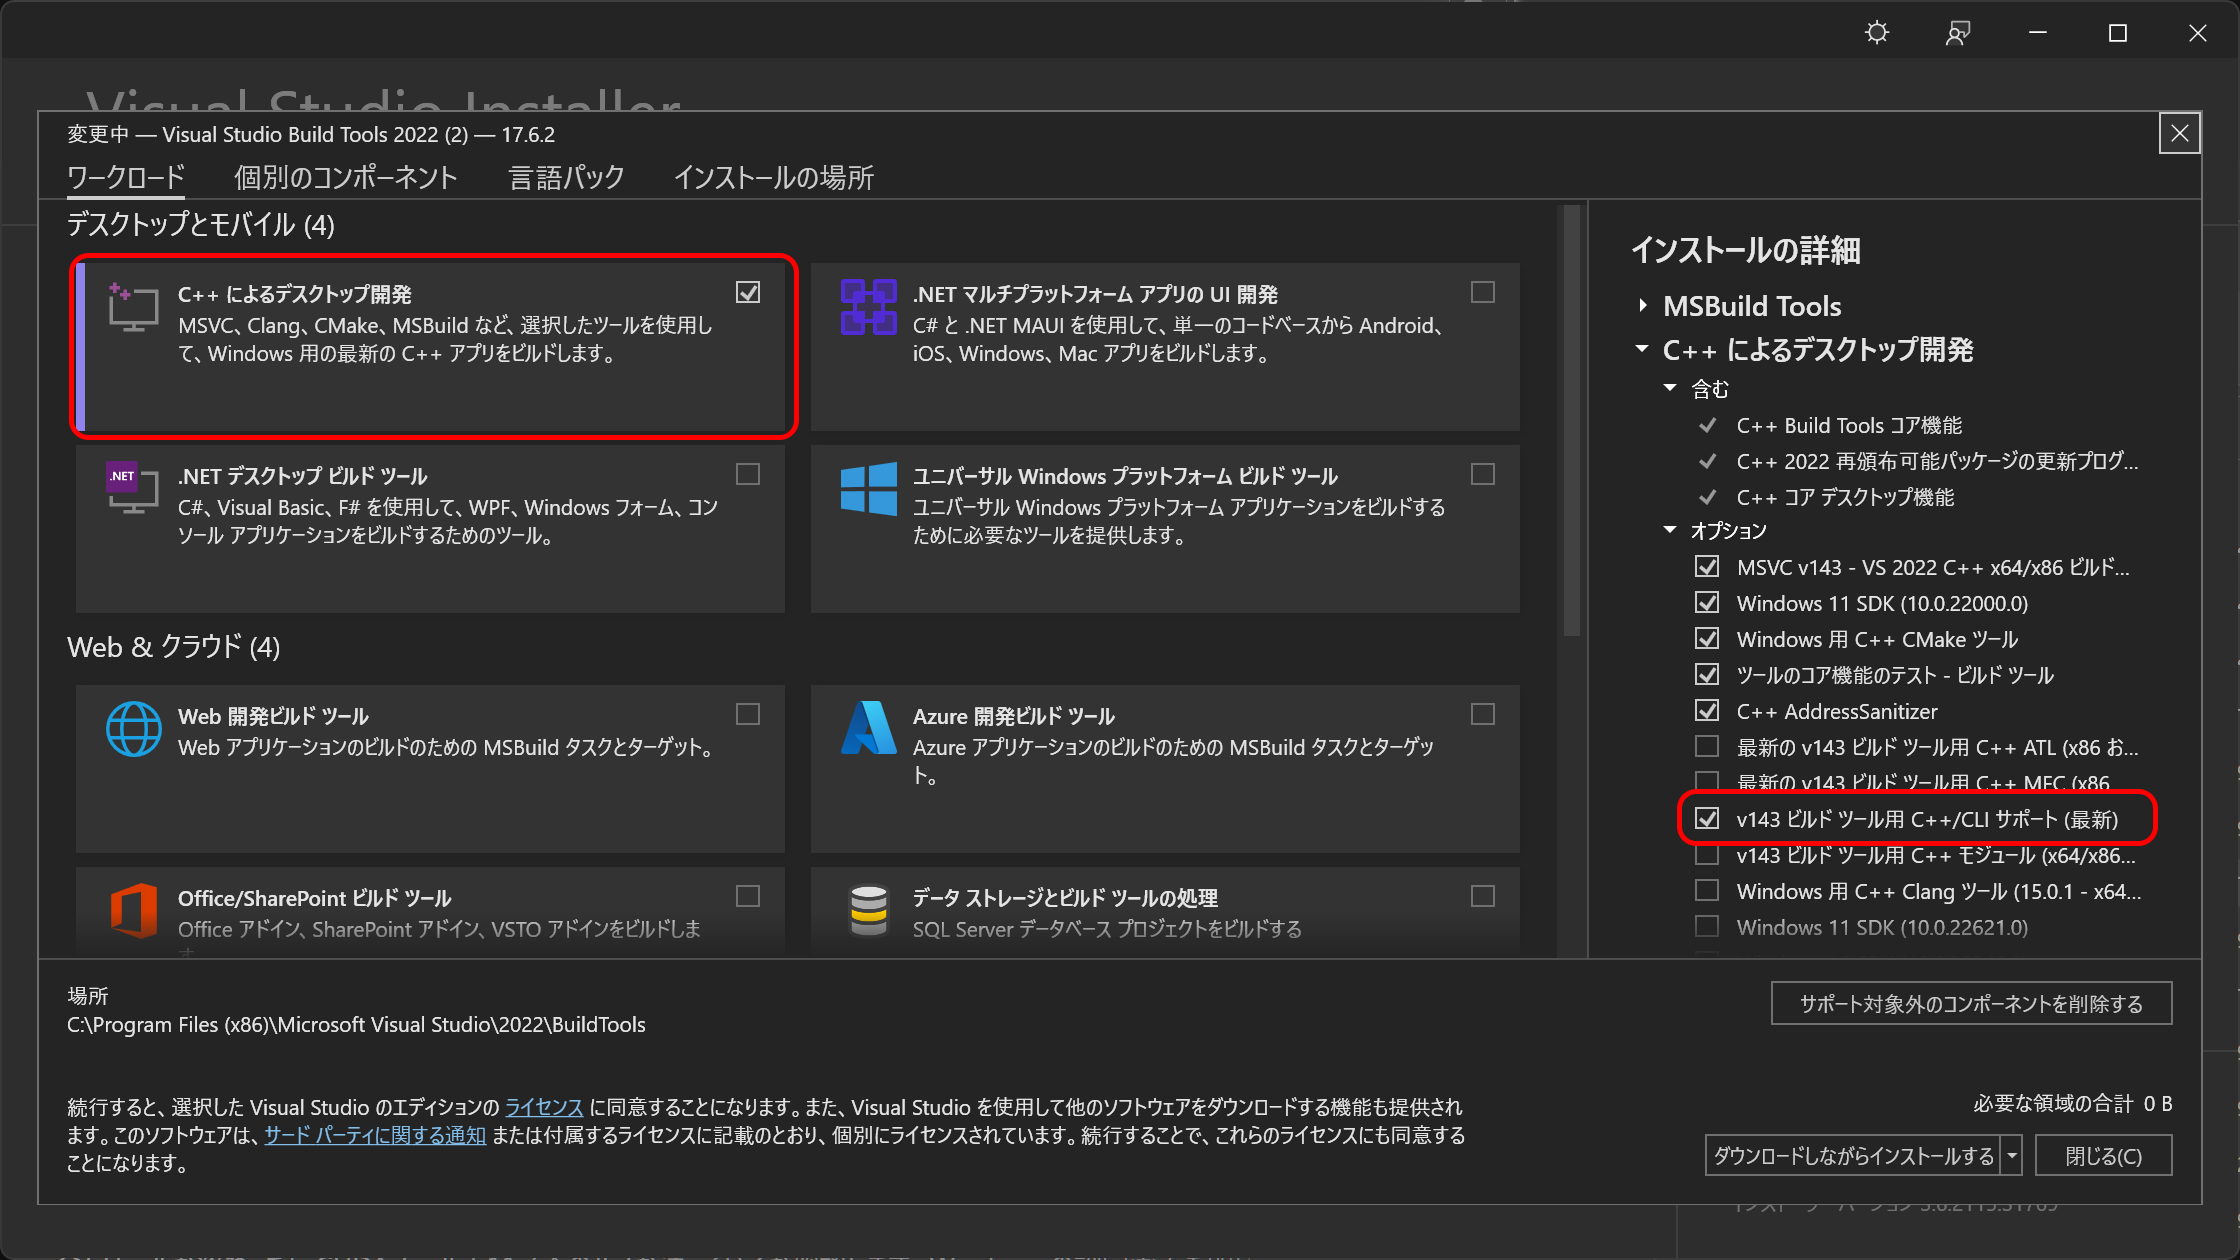 Visual Studio Installer
変更中 — Visual Studio Build Tools 2022 (2) — 17.6.2
ワークロード 個別のコンポーネント 言語パック インストールの場所
デスクトップとモバイル (4)
C++ によるデスクトップ開発
MSVC、Clang、CMake、MSBuild など、選択したツールを使用し
て、Windows 用の最新の C++ アプリをビルドします。
.NET マルチプラットフォーム アプリの UI 開発
C# と .NET MAUI を使用して、単一のコードベースから Android、
iOS、Windows、Mac アプリをビルドします。
.NET
.NET デスクトップ ビルド ツール
C#、Visual Basic、F# を使用して、WPF、Windows フォーム、コン
ソール アプリケーションをビルドするためのツール。
ユニバーサル Windows プラットフォーム ビルド ツール
ユニバーサル Windows プラットフォーム アプリケーションをビルドする
ために必要なツールを提供します。
Web & クラウド (4)
Web 開発ビルド ツール
Web アプリケーションのビルドのための MSBuild タスクとターゲット。
Azure 開発ビルド ツール
Azure アプリケーションのビルドのための MSBuild タスクとターゲッ
ト。
Office/SharePoint ビルド ツール
Office アドイン、SharePoint アドイン、VSTO アドインをビルドしま
す。
データ ストレージとビルド ツールの処理
SQL Server データベース プロジェクトをビルドする
インストールの詳細
MSBuild Tools
C++ によるデスクトップ開発
含む
C++ Build Tools コア機能
C++ 2022 再頒布可能パッケージの更新プログ...
C++ コア デスクトップ機能
オプション
MSVC v143 - VS 2022 C++ x64/x86 ビルド...
Windows 11 SDK (10.0.22000.0)
Windows 用 C++ CMake ツール
ツールのコア機能のテスト - ビルド ツール
C++ AddressSanitizer
最新の v143 ビルド ツール用 C++ ATL (x86 お...
最新の v143 ビルド ツール用 C++ MFC (x86
v143 ビルド ツール用 C++/CLI サポート (最新)
v143 ビルド ツール用 C++ モジュール (x64/x86...
Windows 用 C++ Clang ツール (15.0.1 - x64...
Windows 11 SDK (10.0.22621.0)
場所
C:\Program Files (x86)\Microsoft Visual Studio\2022\BuildTools
サポート対象外のコンポーネントを削除する
続行すると、選択した Visual Studio のエディションの ライセンス に同意することになります。また、Visual Studio を使用して他のソフトウェアをダウンロードする機能も提供され
ます。このソフトウェアは、サード パーティに関する通知 または付属するライセンスに記載のとおり、個別にライセンスされています。続行することで、これらのライセンスにも同意する
ことになります。
必要な領域の合計 0 B
ダウンロードしながらインストールする 閉じる(C)